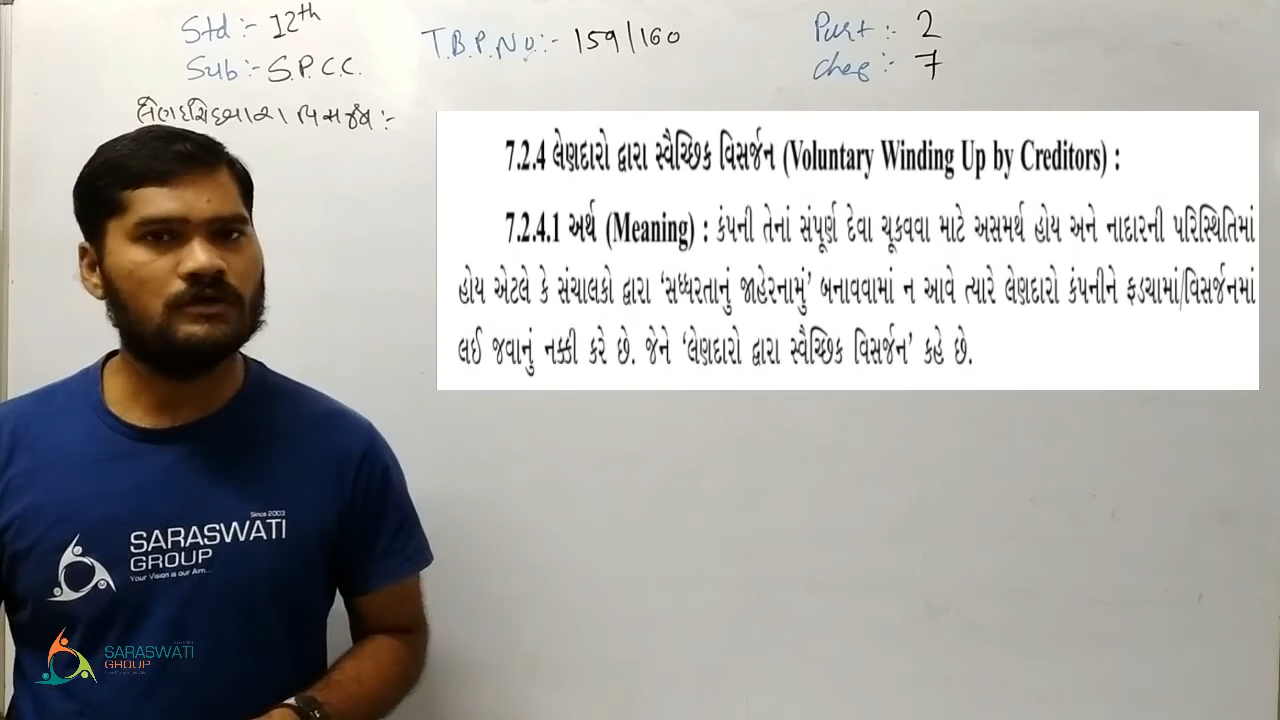 Std :- 12th
Sub :- S.P.C.C.
T.B.P.No. :- 159/160
Part :- 2
Chap :- 7
7.2.4 લેણદારો દ્વારા સ્વૈચ્છિક વિસર્જન (Voluntary Winding Up by Creditors) :
7.2.4.1 અર્થ (Meaning) : કંપની તેનાં સંપૂર્ણ દેવા ચૂકવવા માટે અસમર્થ હોય અને નાદારની પરિસ્થિતિમાં
હોય એટલે કે સંચાલકો દ્વારા ‘સધ્ધરતાનું જાહેરનામું’ બનાવવામાં ન આવે ત્યારે લેણદારો કંપનીને ફડચામાં/વિસર્જનમાં
લઈ જવાનું નક્કી કરે છે. જેને ‘લેણદારો દ્વારા સ્વૈચ્છિક વિસર્જન’ કહે છે.
Since 2003
SARASWATI
GROUP
Your Vision is our Aim...
SARASWATI
GROUP